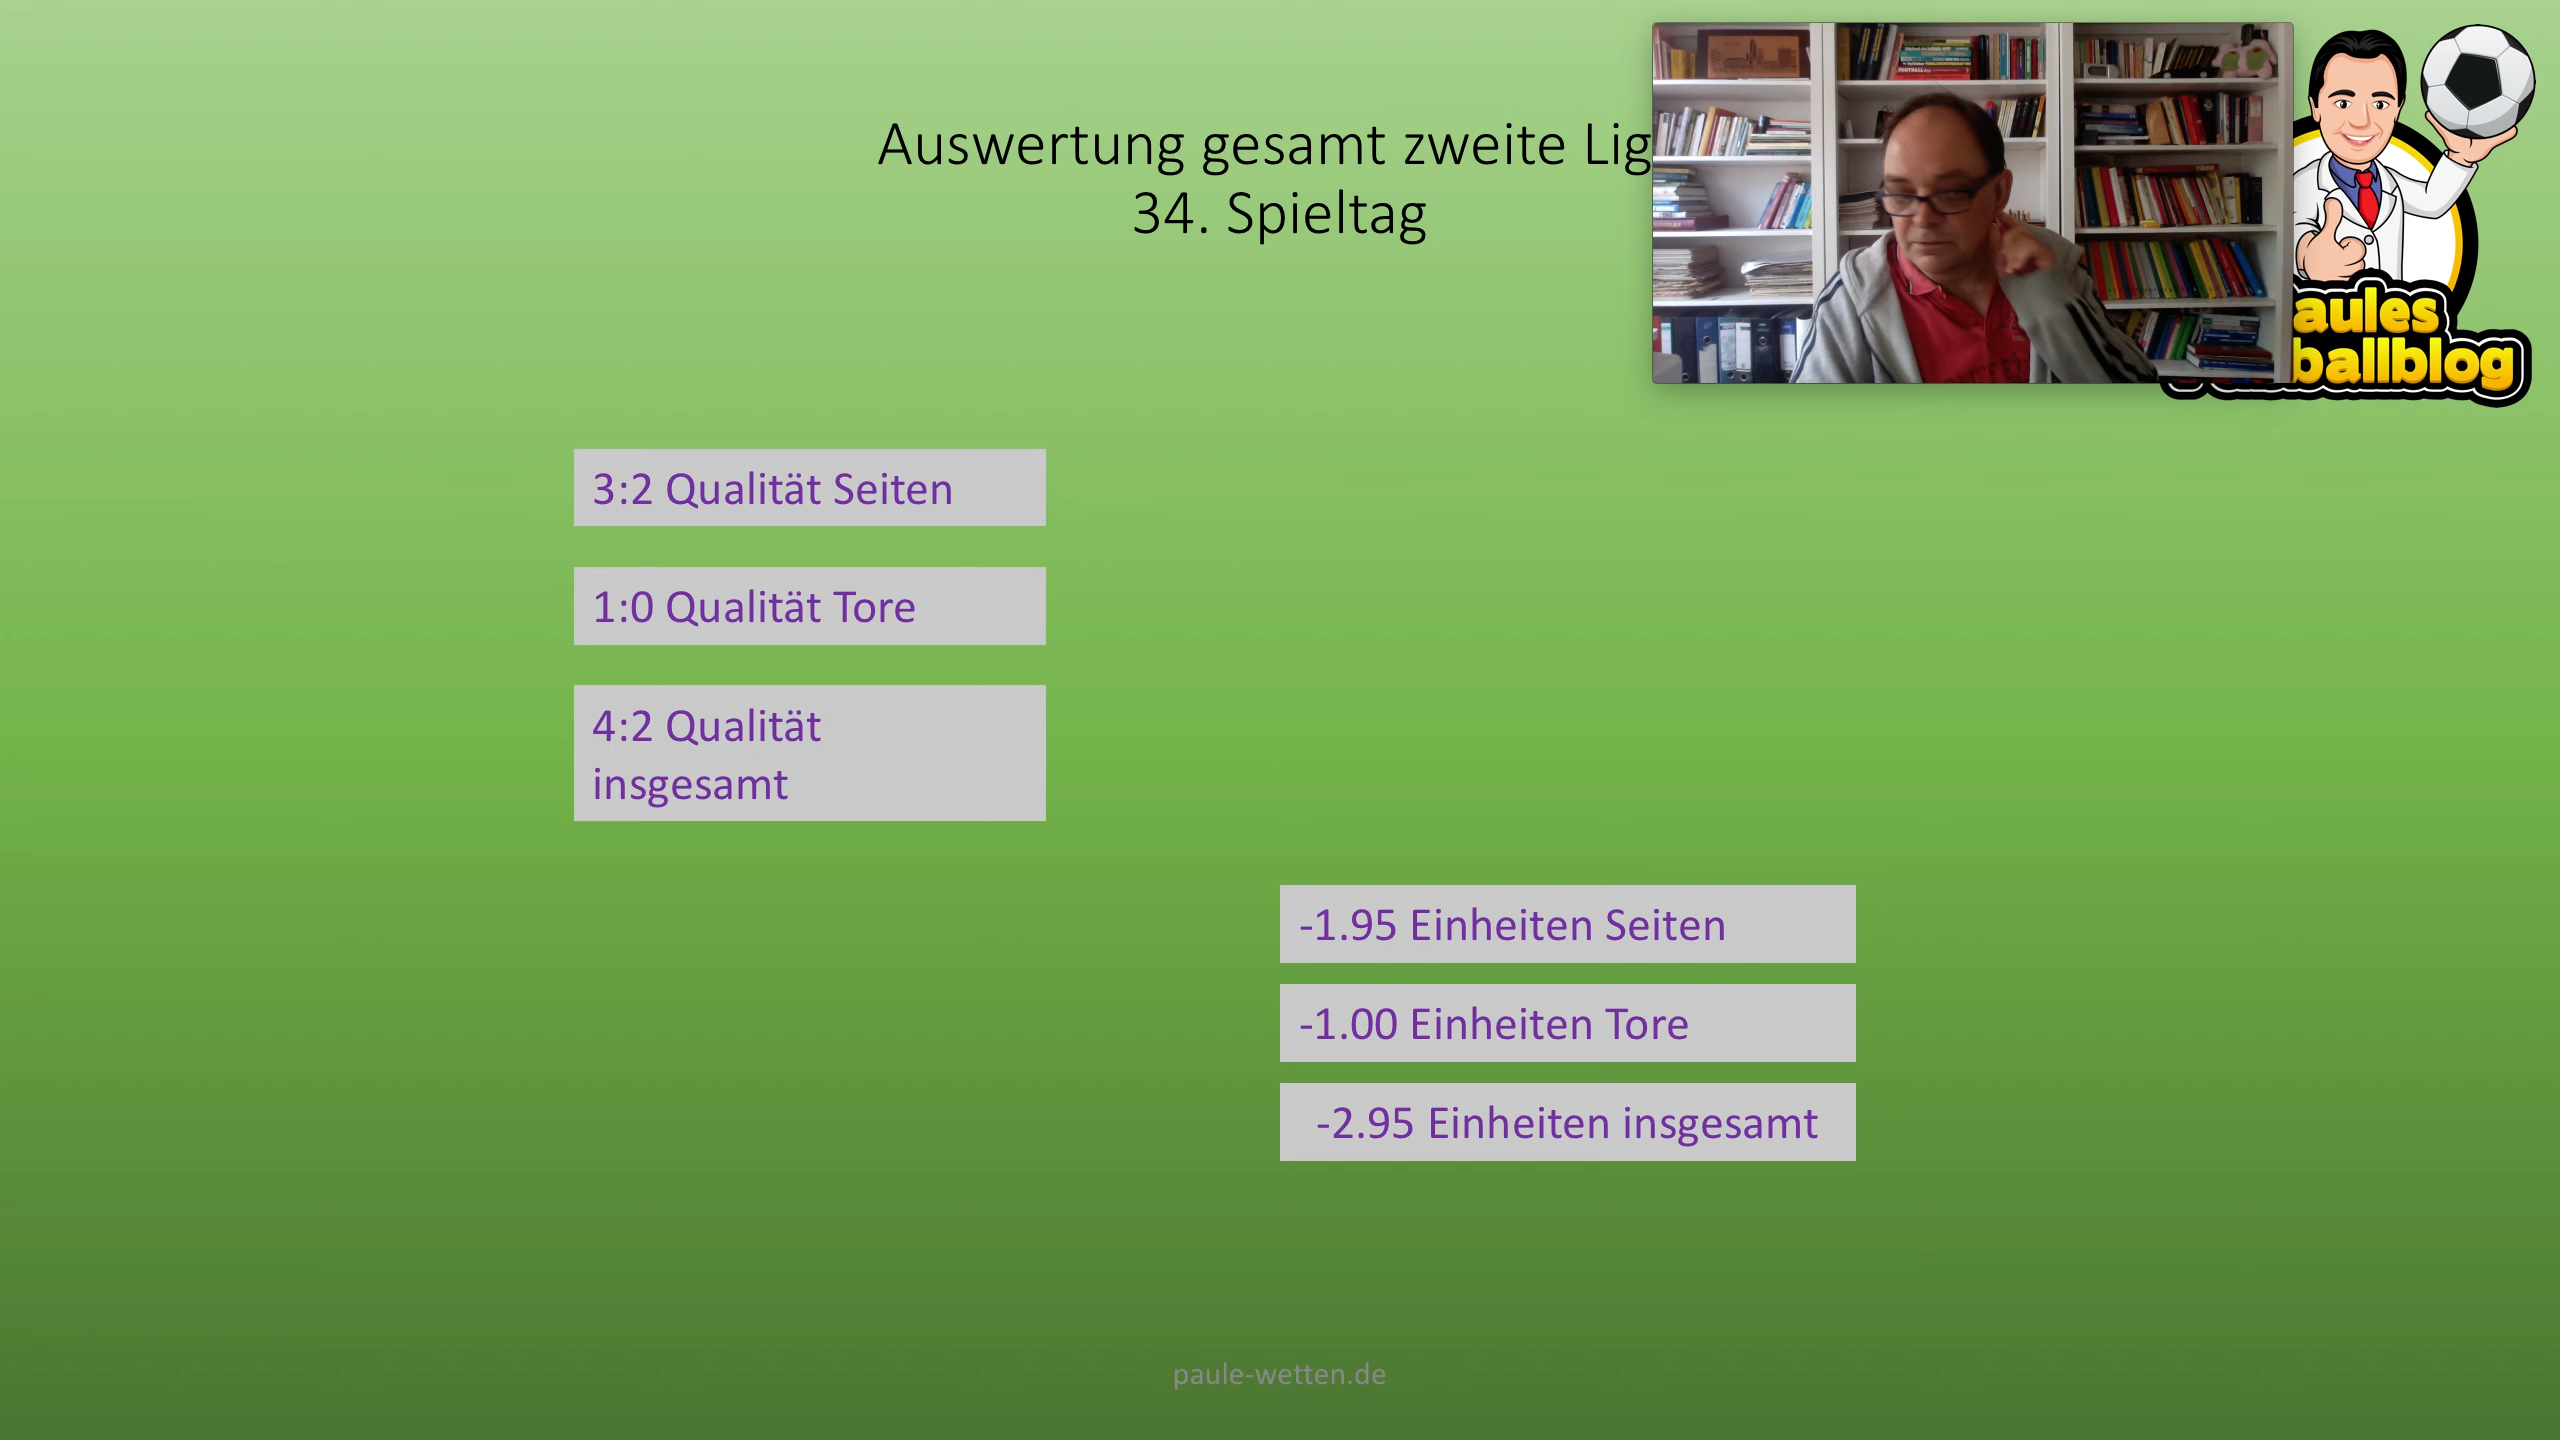 Auswertung gesamt zweite Lig
34. Spieltag
aules
ballblog
3:2 Qualität Seiten
1:0 Qualität Tore
4:2 Qualität
insgesamt
-1.95 Einheiten Seiten
-1.00 Einheiten Tore
-2.95 Einheiten insgesamt
paule-wetten.de